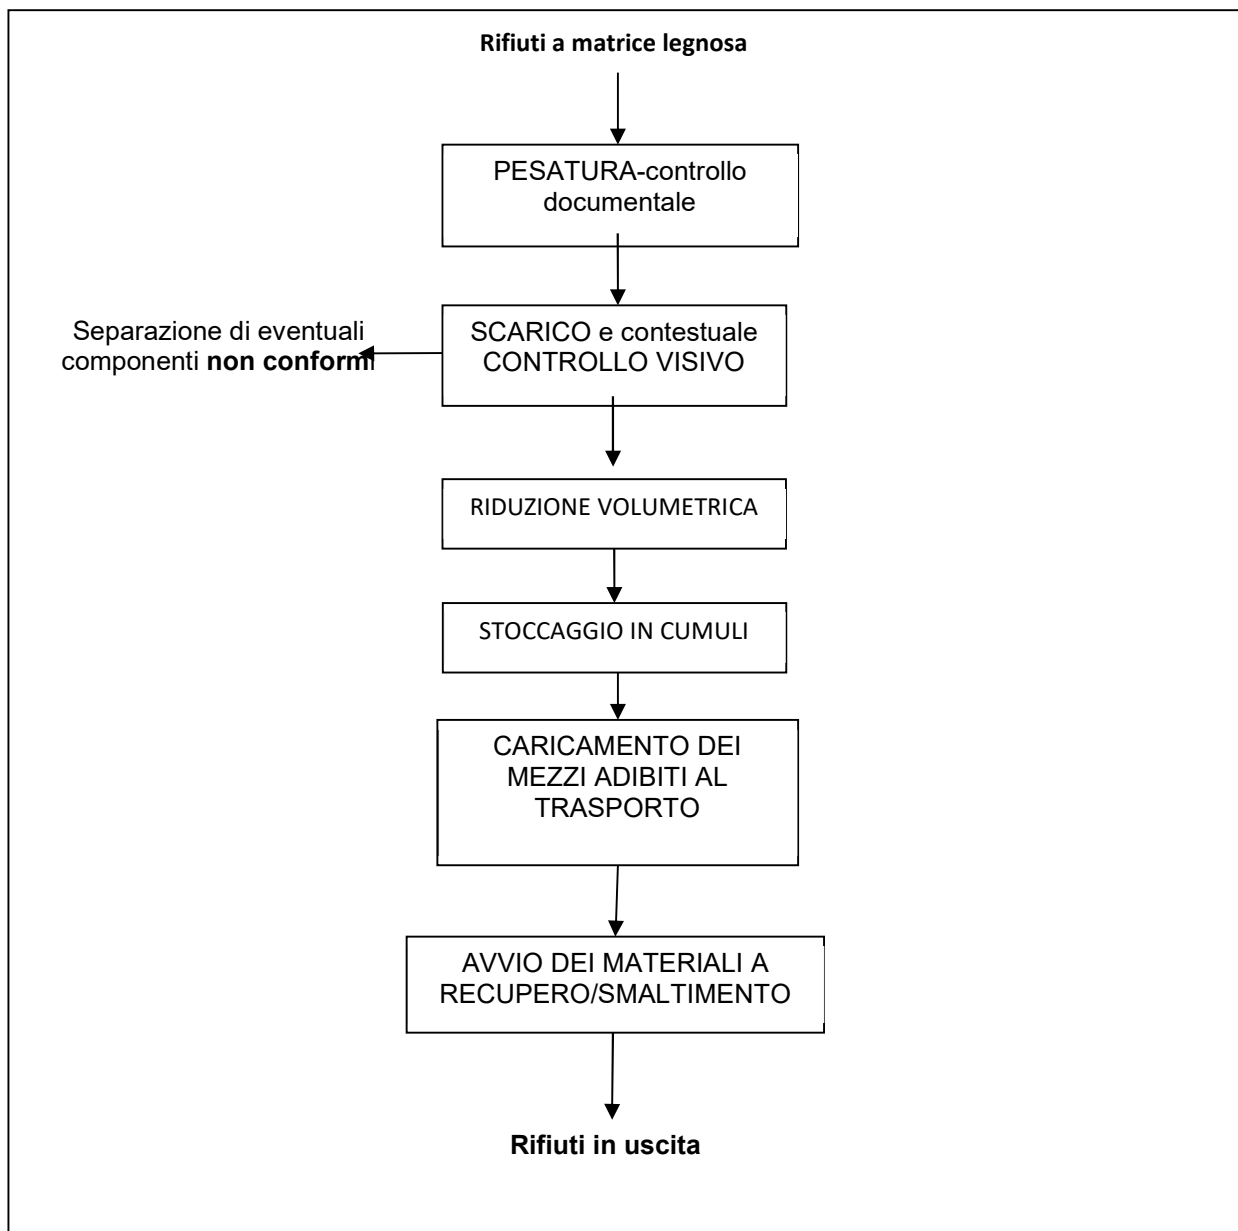 Rifiuti a matrice legnosa
PESATURA-controllo
documentale
Separazione di eventuali
componenti non conformi
SCARICO e contestuale
CONTROLLO VISIVO
RIDUZIONE VOLUMETRICA
STOCCAGGIO IN CUMULI
CARICAMENTO DEI
MEZZI ADIBITI AL
TRASPORTO
AVVIO DEI MATERIALI A
RECUPERO/SMALTIMENTO
Rifiuti in uscita